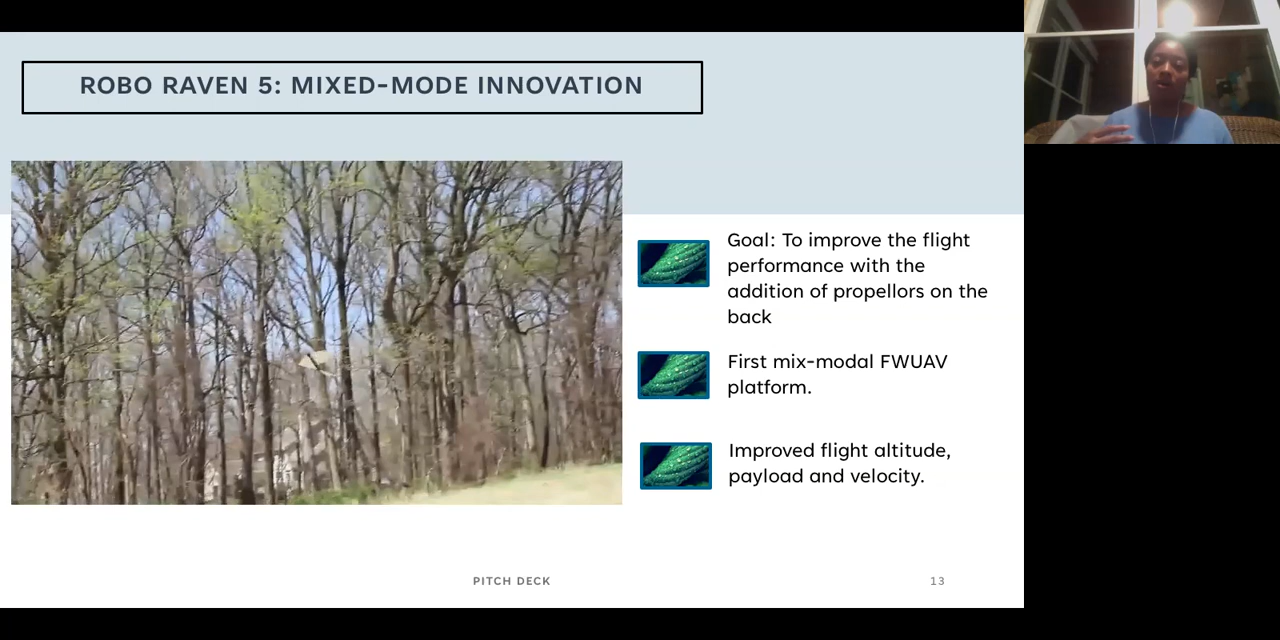 ROBO RAVEN 5: MIXED-MODE INNOVATION
Goal: To improve the flight
performance with the
addition of propellors on the
back
First mix-modal FWUAV
platform.
Improved flight altitude,
payload and velocity.
PITCH DECK
13